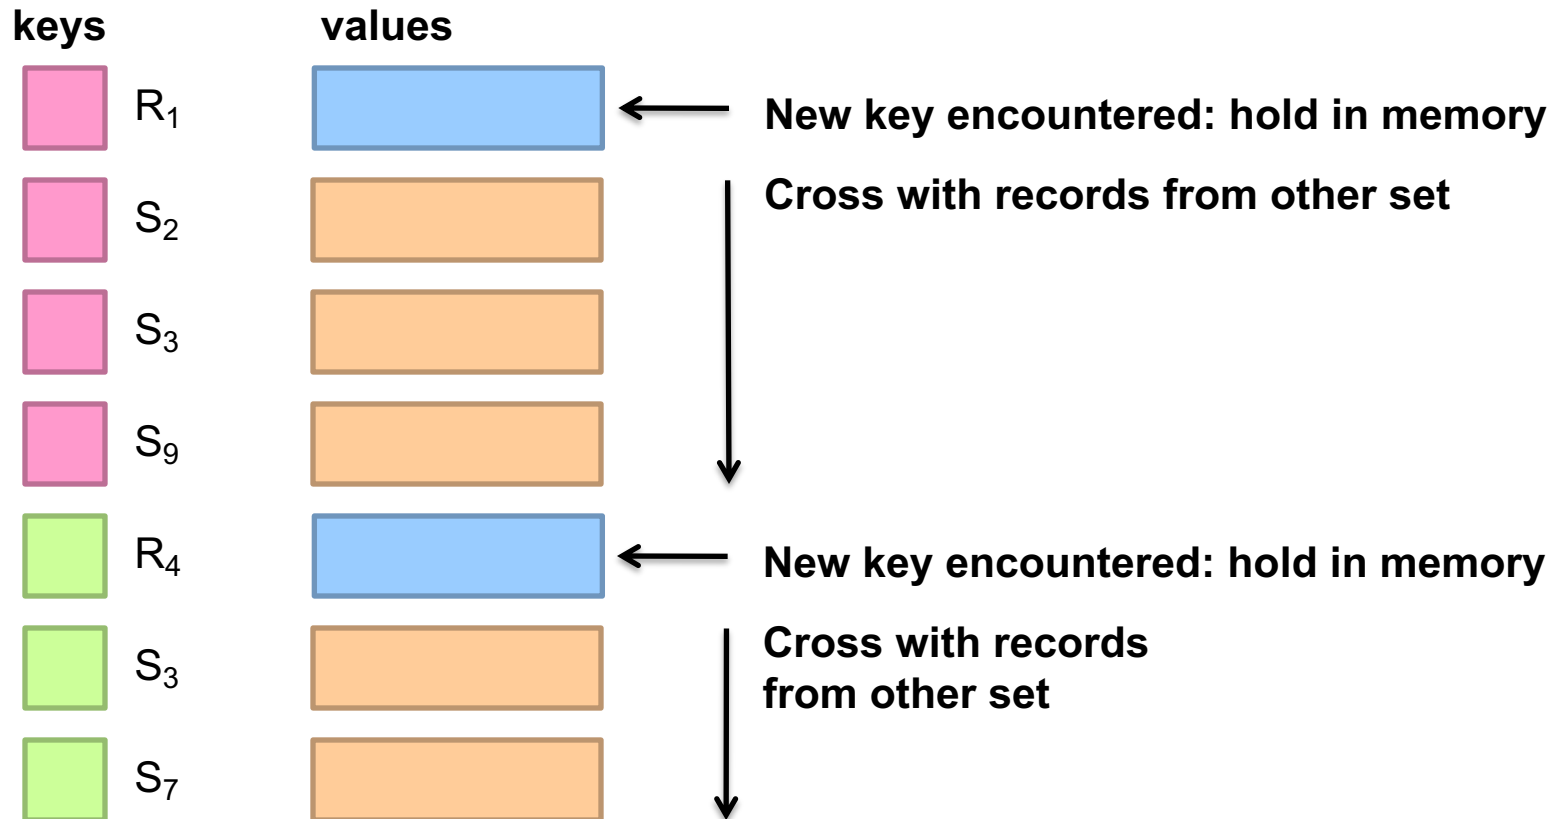 keys values
R₁ New key encountered: hold in memory
S₂ Cross with records from other set
S₃
S₉
R₄ New key encountered: hold in memory
S₃ Cross with records
from other set
S₇